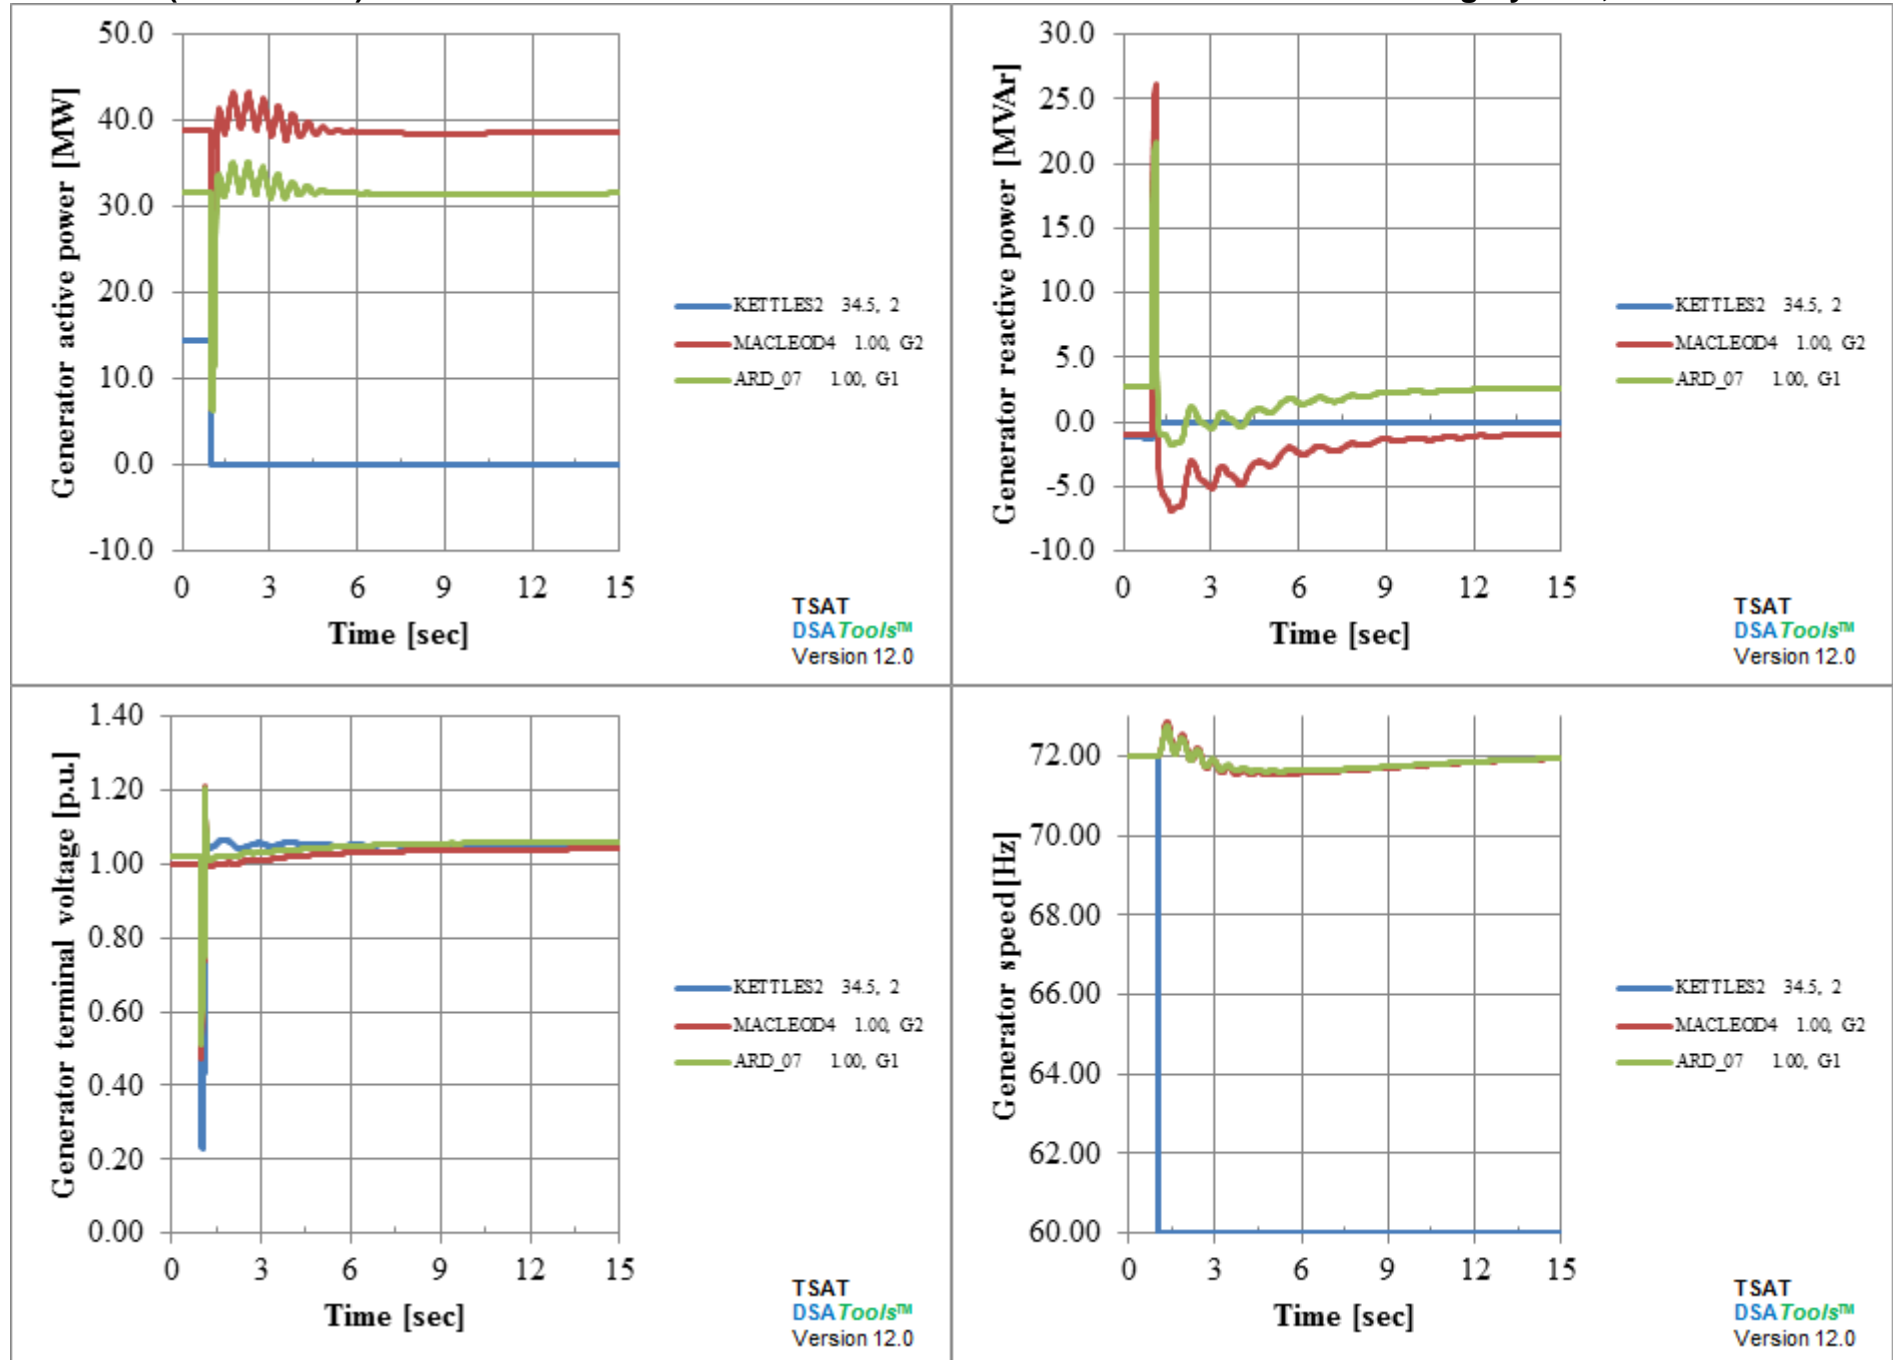 50.0
40.0
30.0
20.0
10.0
0.0
-10.0
0 3 6 9 12 15
Generator active power [MW]
Time [sec]
KETTLES2 34.5, 2
MACLEOD4 1.00, G2
ARD_07 1.00, G1
TSAT
DSATools™
Version 12.0
30.0
25.0
20.0
15.0
10.0
5.0
0.0
-5.0
-10.0
0 3 6 9 12 15
Generator reactive power [MVAr]
Time [sec]
KETTLES2 34.5, 2
MACLEOD4 1.00, G2
ARD_07 1.00, G1
TSAT
DSATools™
Version 12.0
1.40
1.20
1.00
0.80
0.60
0.40
0.20
0.00
0 3 6 9 12 15
Generator terminal voltage [p.u.]
Time [sec]
KETTLES2 34.5, 2
MACLEOD4 1.00, G2
ARD_07 1.00, G1
TSAT
DSATools™
Version 12.0
72.00
70.00
68.00
66.00
64.00
62.00
60.00
0 3 6 9 12 15
Generator speed[Hz]
Time [sec]
KETTLES2 34.5, 2
MACLEOD4 1.00, G2
ARD_07 1.00, G1
TSAT
DSATools™
Version 12.0